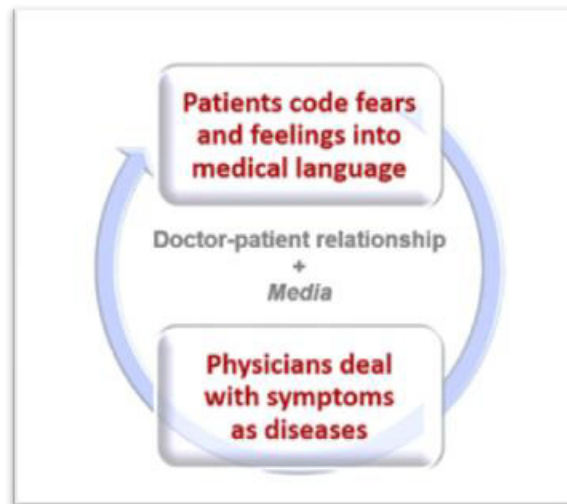 Patients code fears
and feelings into
medical language
Doctor-patient relationship
+
Media
Physicians deal
with symptoms
as diseases